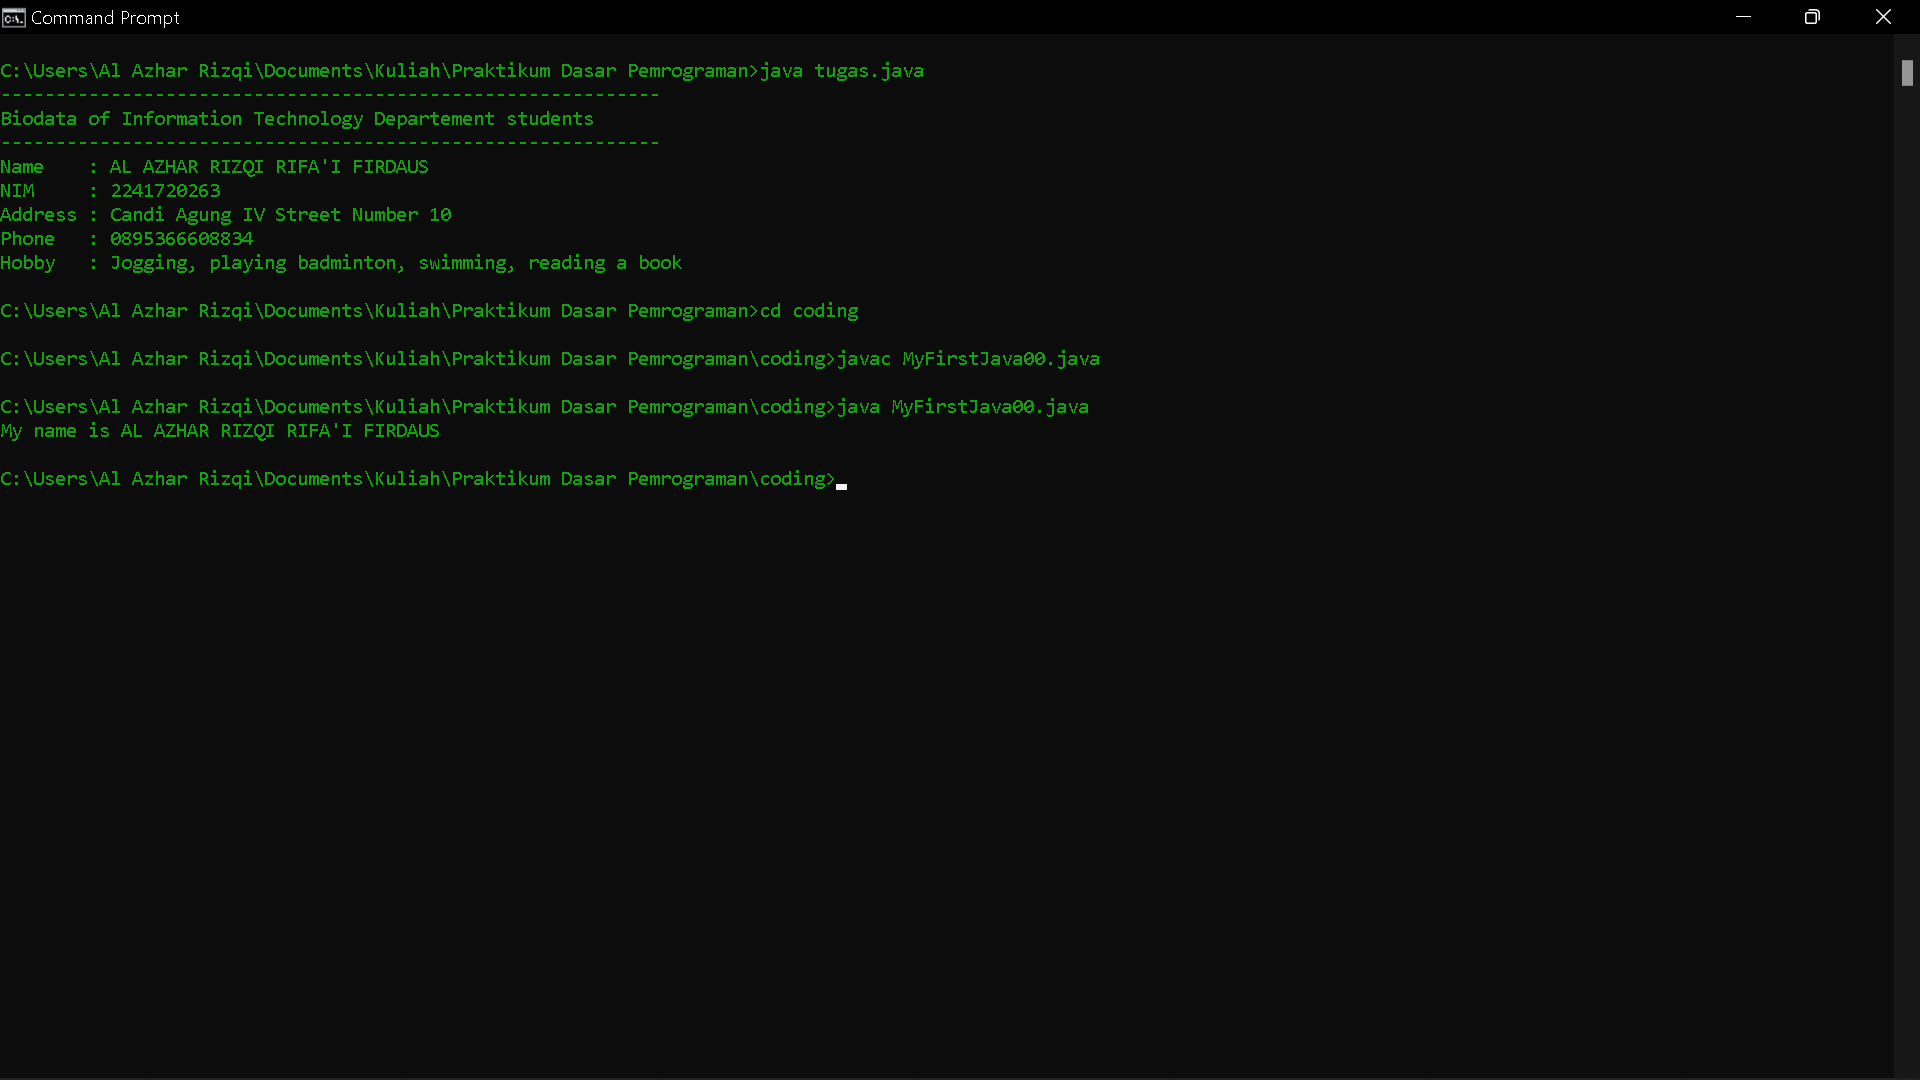 Command Prompt
C:\Users\Al Azhar Rizqi\Documents\Kuliah\Praktikum Dasar Pemrograman>java tugas.java
------------------------------------------------------------
Biodata of Information Technology Departement students
------------------------------------------------------------
Name    : AL AZHAR RIZQI RIFA'I FIRDAUS
NIM     : 2241720263
Address : Candi Agung IV Street Number 10
Phone   : 0895366608834
Hobby   : Jogging, playing badminton, swimming, reading a book
C:\Users\Al Azhar Rizqi\Documents\Kuliah\Praktikum Dasar Pemrograman>cd coding
C:\Users\Al Azhar Rizqi\Documents\Kuliah\Praktikum Dasar Pemrograman\coding>javac MyFirstJava00.java
C:\Users\Al Azhar Rizqi\Documents\Kuliah\Praktikum Dasar Pemrograman\coding>java MyFirstJava00.java
My name is AL AZHAR RIZQI RIFA'I FIRDAUS
C:\Users\Al Azhar Rizqi\Documents\Kuliah\Praktikum Dasar Pemrograman\coding>